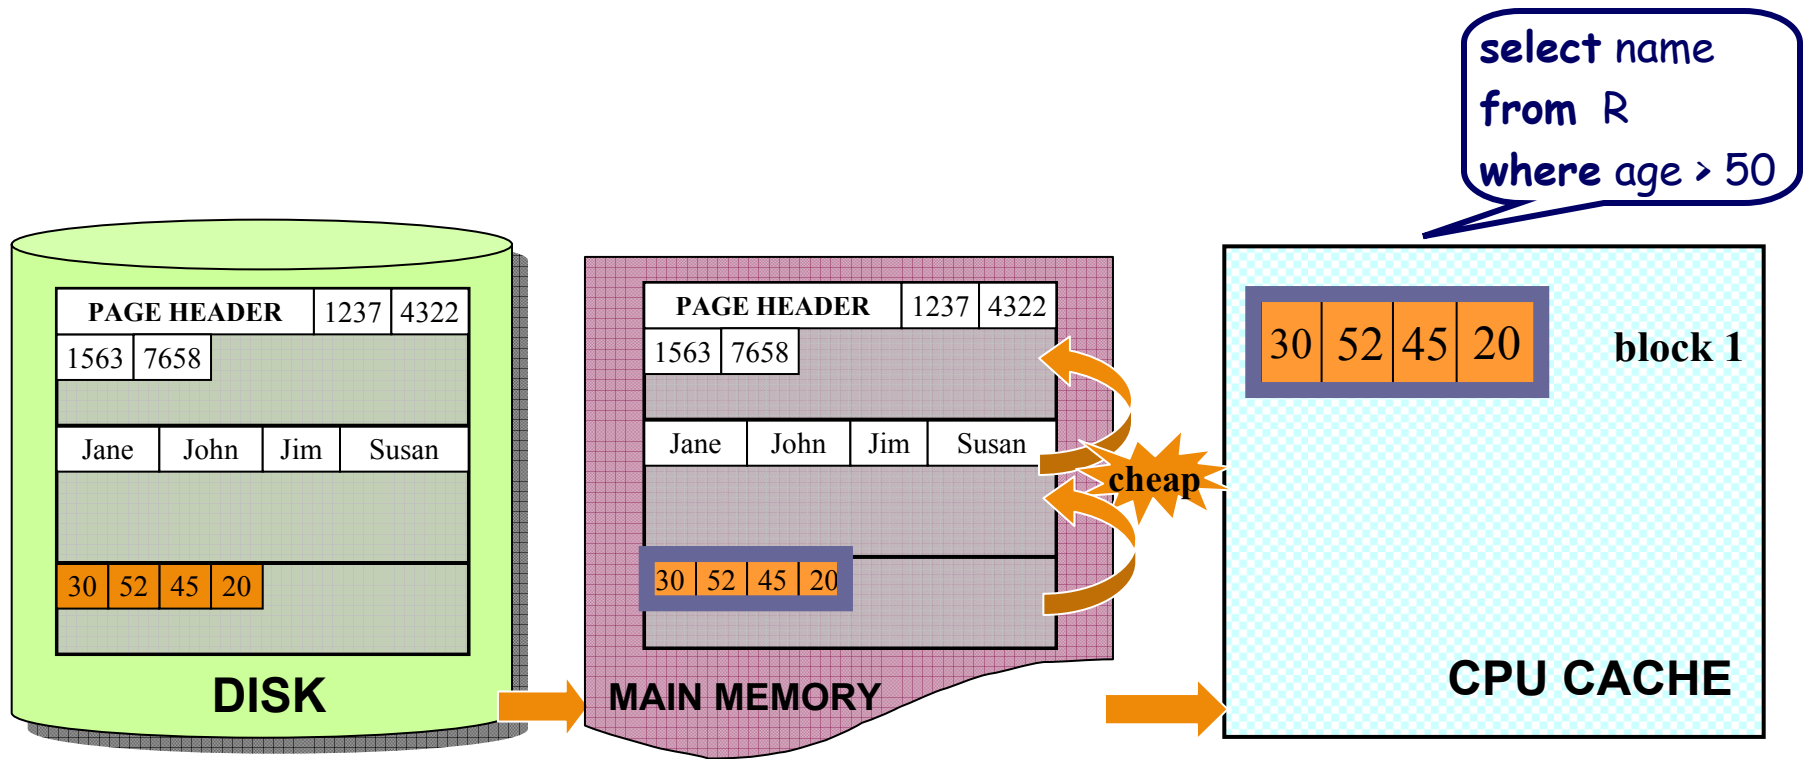 select name
from R
where age > 50
PAGE HEADER 1237 4322
1563 7658
Jane John Jim Susan
30 52 45 20
DISK
PAGE HEADER 1237 4322
1563 7658
Jane John Jim Susan
30 52 45 20
MAIN MEMORY
cheap
30 52 45 20 block 1
CPU CACHE